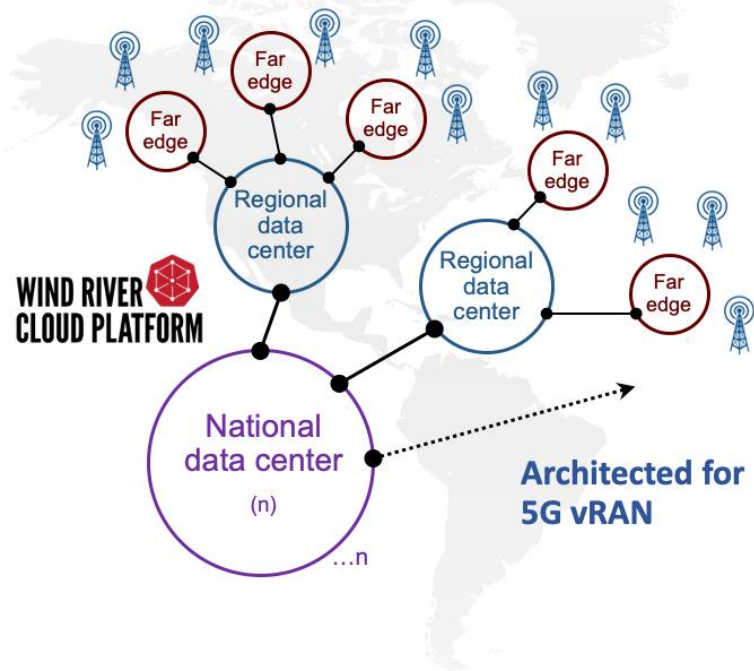 Far
edge
Far
edge
Far
edge
Regional
data
center
Far
edge
Regional
data
center
Far
edge
WIND RIVER
CLOUD PLATFORM
National
data center
(n)
...n
Architected for
5G vRAN